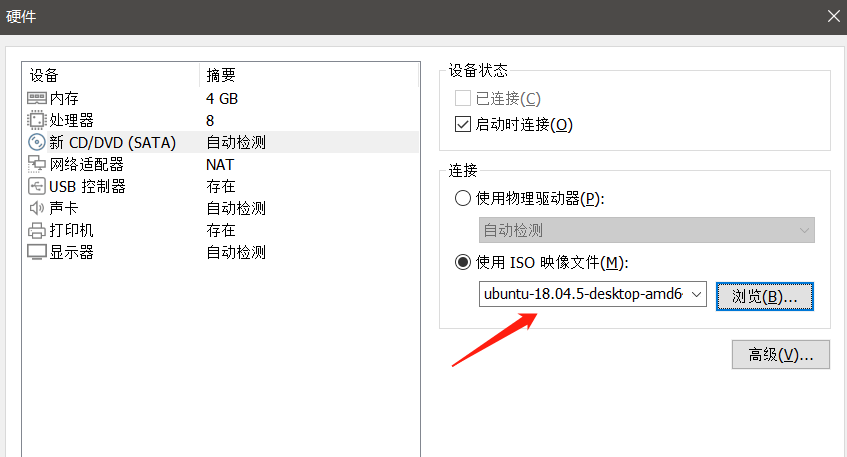 硬件
设备 摘要
内存 4 GB
处理器 8
新 CD/DVD (SATA) 自动检测
网络适配器 NAT
USB 控制器 存在
声卡 自动检测
打印机 存在
显示器 自动检测
设备状态
已连接(C)
启动时连接(O)
连接
使用物理驱动器(P):
自动检测
使用 ISO 映像文件(M):
ubuntu-18.04.5-desktop-amd6
浏览(B)...
高级(V)...